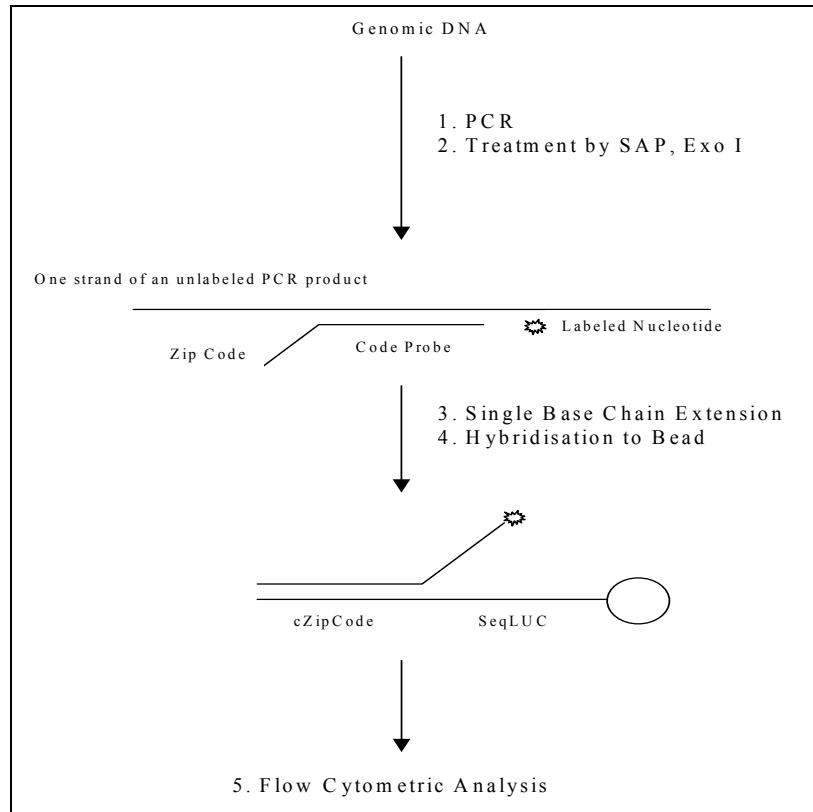 Genomic DNA
1. PCR
2. Treatment by SAP, Exo I
One strand of an unlabeled PCR product
Labeled Nucleotide
Zip Code
Code Probe
3. Single Base Chain Extension
4. Hybridisation to Bead
cZipCode
SeqLUC
5. Flow Cytometric Analysis